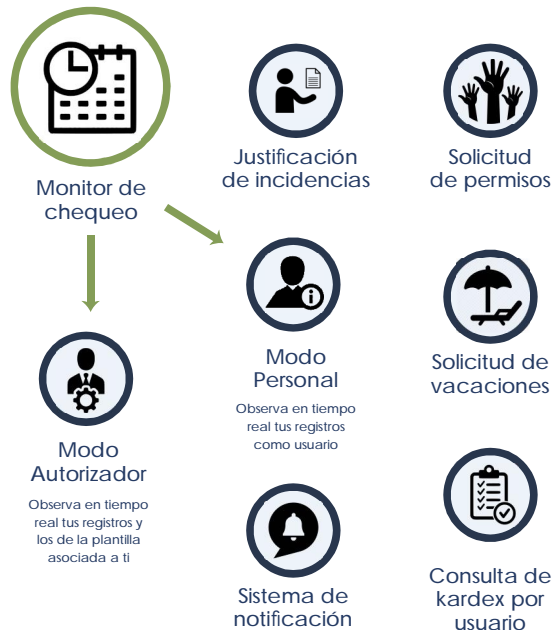 Monitor de
chequeo
Justificación
de incidencias
Solicitud
de permisos
Modo
Personal
Observa en tiempo
real tus registros
como usuario
Solicitud de
vacaciones
Modo
Autorizador
Observa en tiempo
real tus registros y
los de la plantilla
asociada a ti
Sistema de
notificación
Consulta de
kardex por
usuario